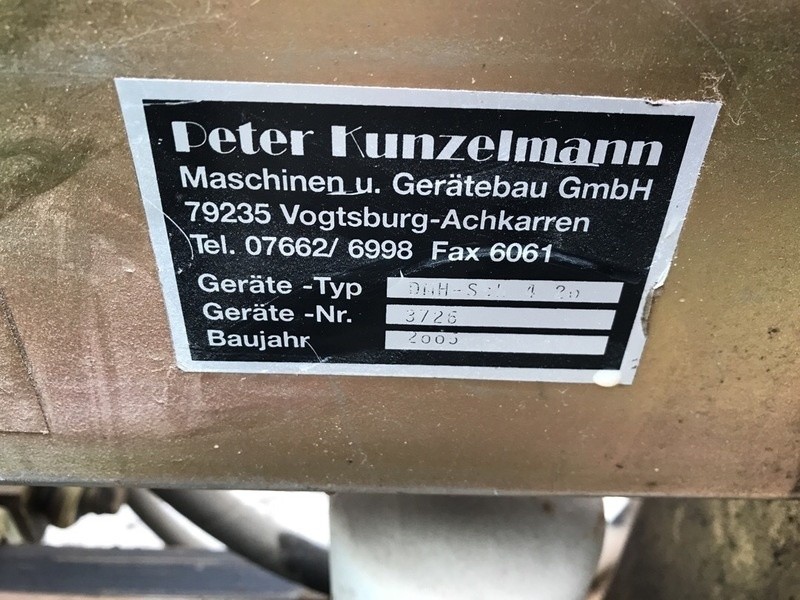 Peter Kunzelmann
Maschinen u. Gerätebau GmbH
79235 Vogtsburg-Achkarren
Tel. 07662/ 6998 Fax 6061
Geräte -Typ
Geräte -Nr. 3726
Baujahr